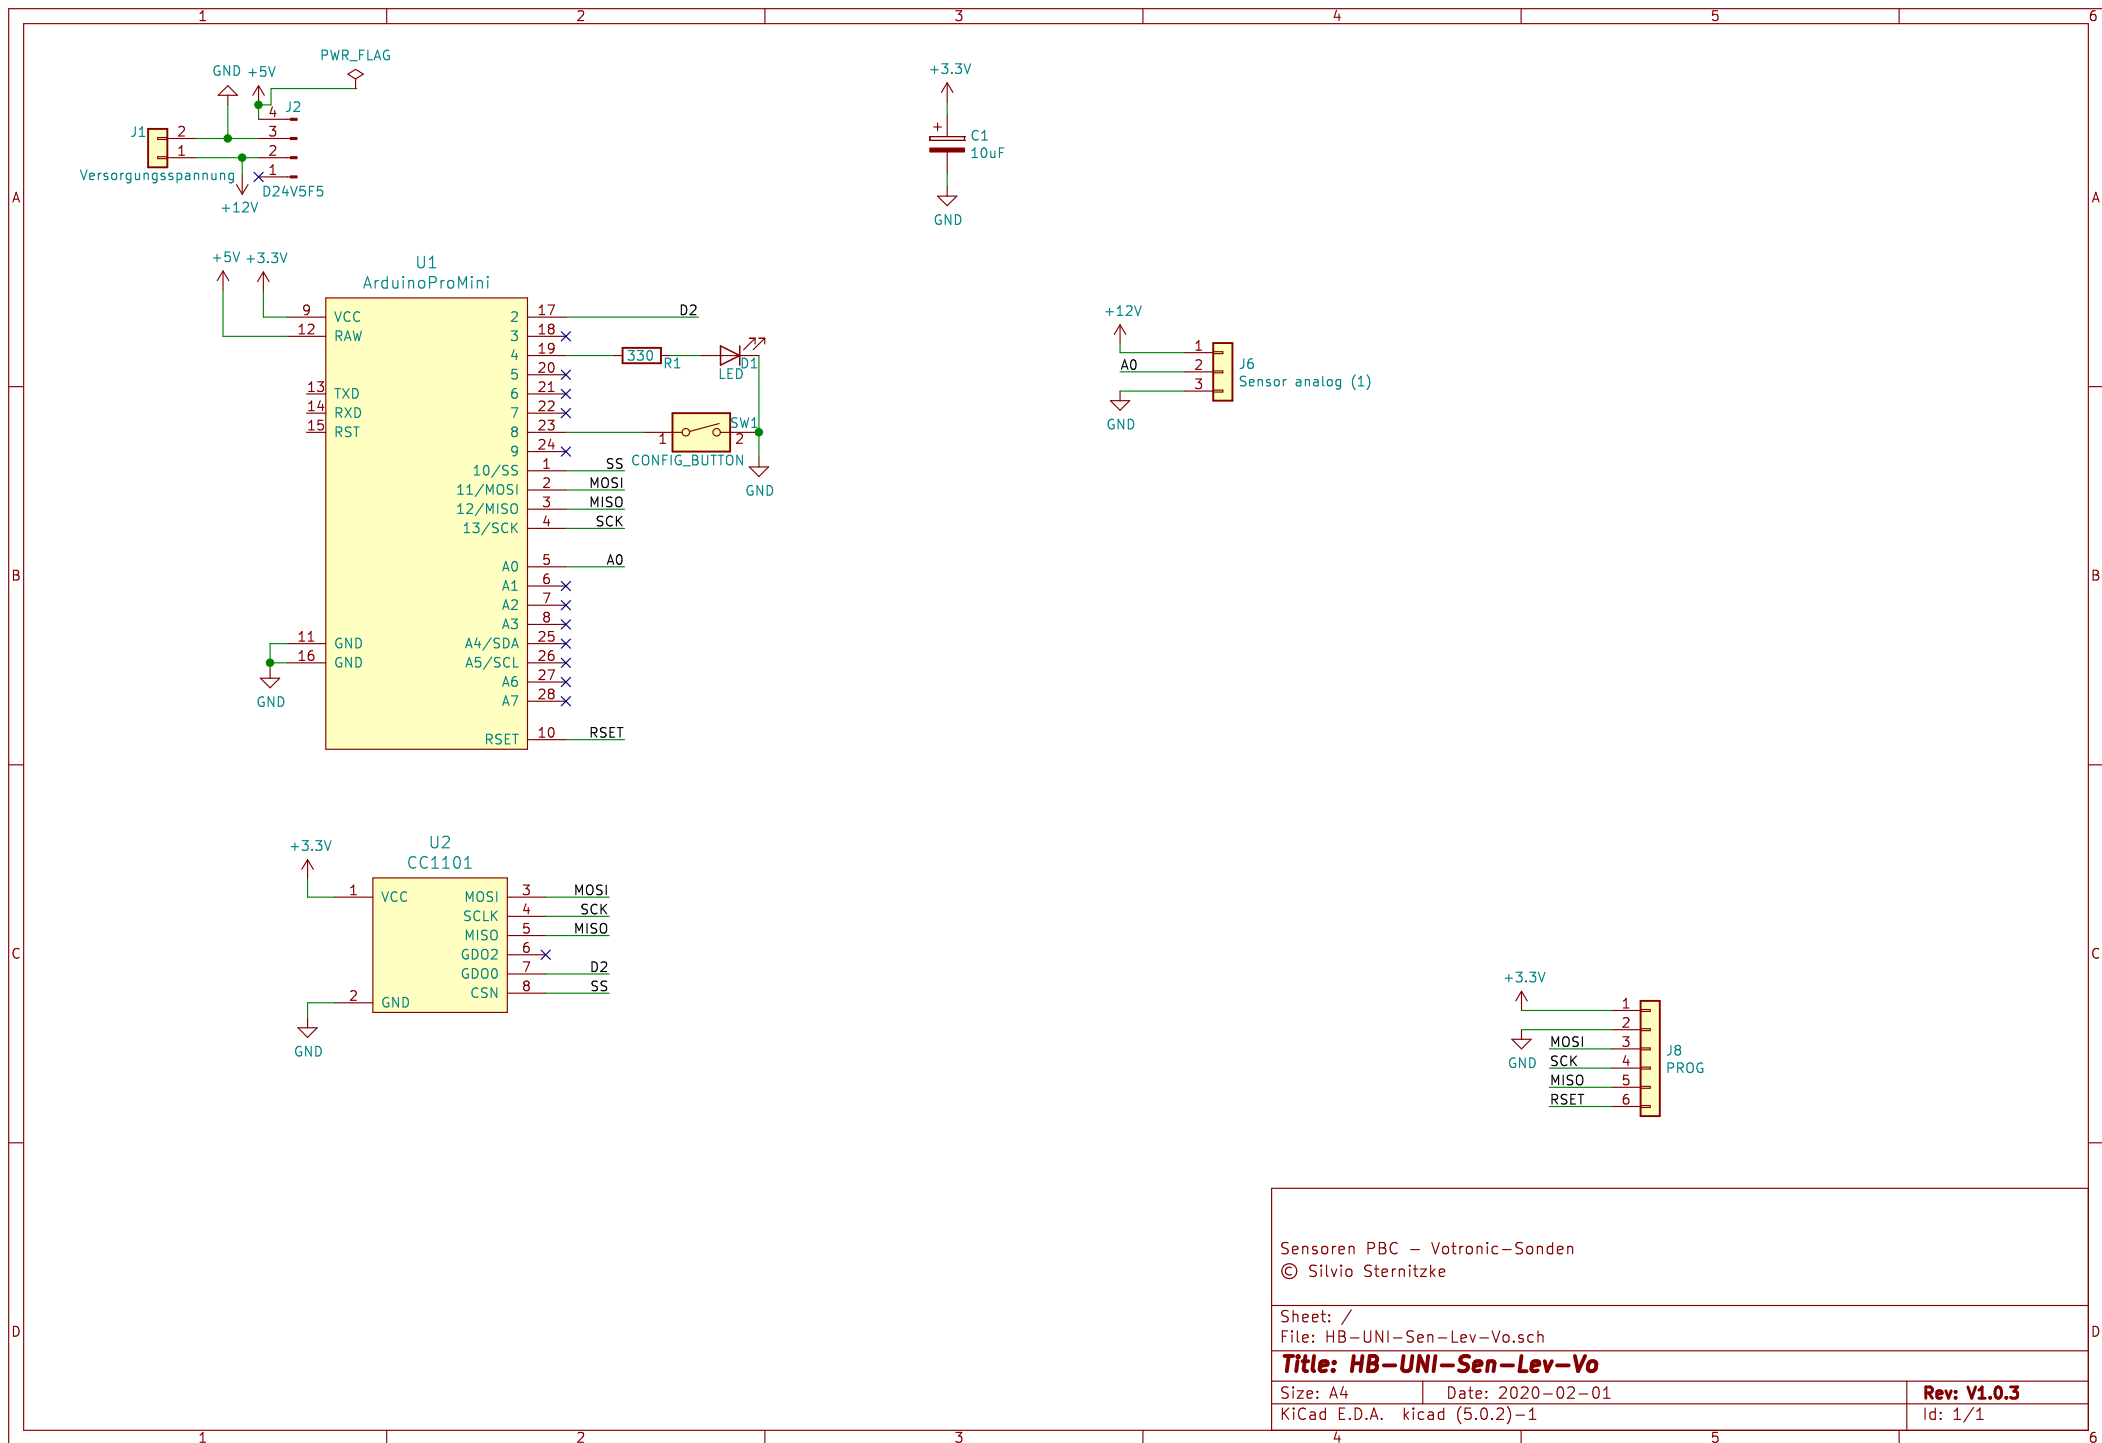 1 2 3 4 5 6
A
B
C
D
A
B
C
D
PWR_FLAG
GND +5V
J2
4
J1 2 3
1 2
Versorgungsspannung 1
D24V5F5
+12V
+3.3V
+
C1
10uF
GND
+5V +3.3V
U1
ArduinoProMini
9 VCC
12 RAW
13 TXD
14 RXD
15 RST
11 GND
16 GND
GND
2 17 D2
3 18
4 19 330 R1 D1
LED
5 20
6 21
7 22
8 23 1 2 SW1
CONFIG_BUTTON
GND
9 24
10/SS 1 SS
11/MOSI 2 MOSI
12/MISO 3 MISO
13/SCK 4 SCK
A0 5 A0
A1 6
A2 7
A3 8
A4/SDA 25
A5/SCL 26
A6 27
A7 28
RSET 10 RSET
+12V
1
A0 2
3
J6
Sensor analog (1)
GND
U2
CC1101
+3.3V
1 VCC
2 GND
GND
MOSI 3 MOSI
SCLK 4 SCK
MISO 5 MISO
GDO2 6
GDO0 7 D2
CSN 8 SS
+3.3V
1
2
GND
MOSI 3
SCK 4
MISO 5
RSET 6
J8
PROG
Sensoren PBC - Votronic-Sonden
© Silvio Sternitzke
Sheet: /
File: HB-UNI-Sen-Lev-Vo.sch
Title: HB-UNI-Sen-Lev-Vo
Size: A4 Date: 2020-02-01 Rev: V1.0.3
KiCad E.D.A. kicad (5.0.2)-1 Id: 1/1
1 2 3 4 5 6